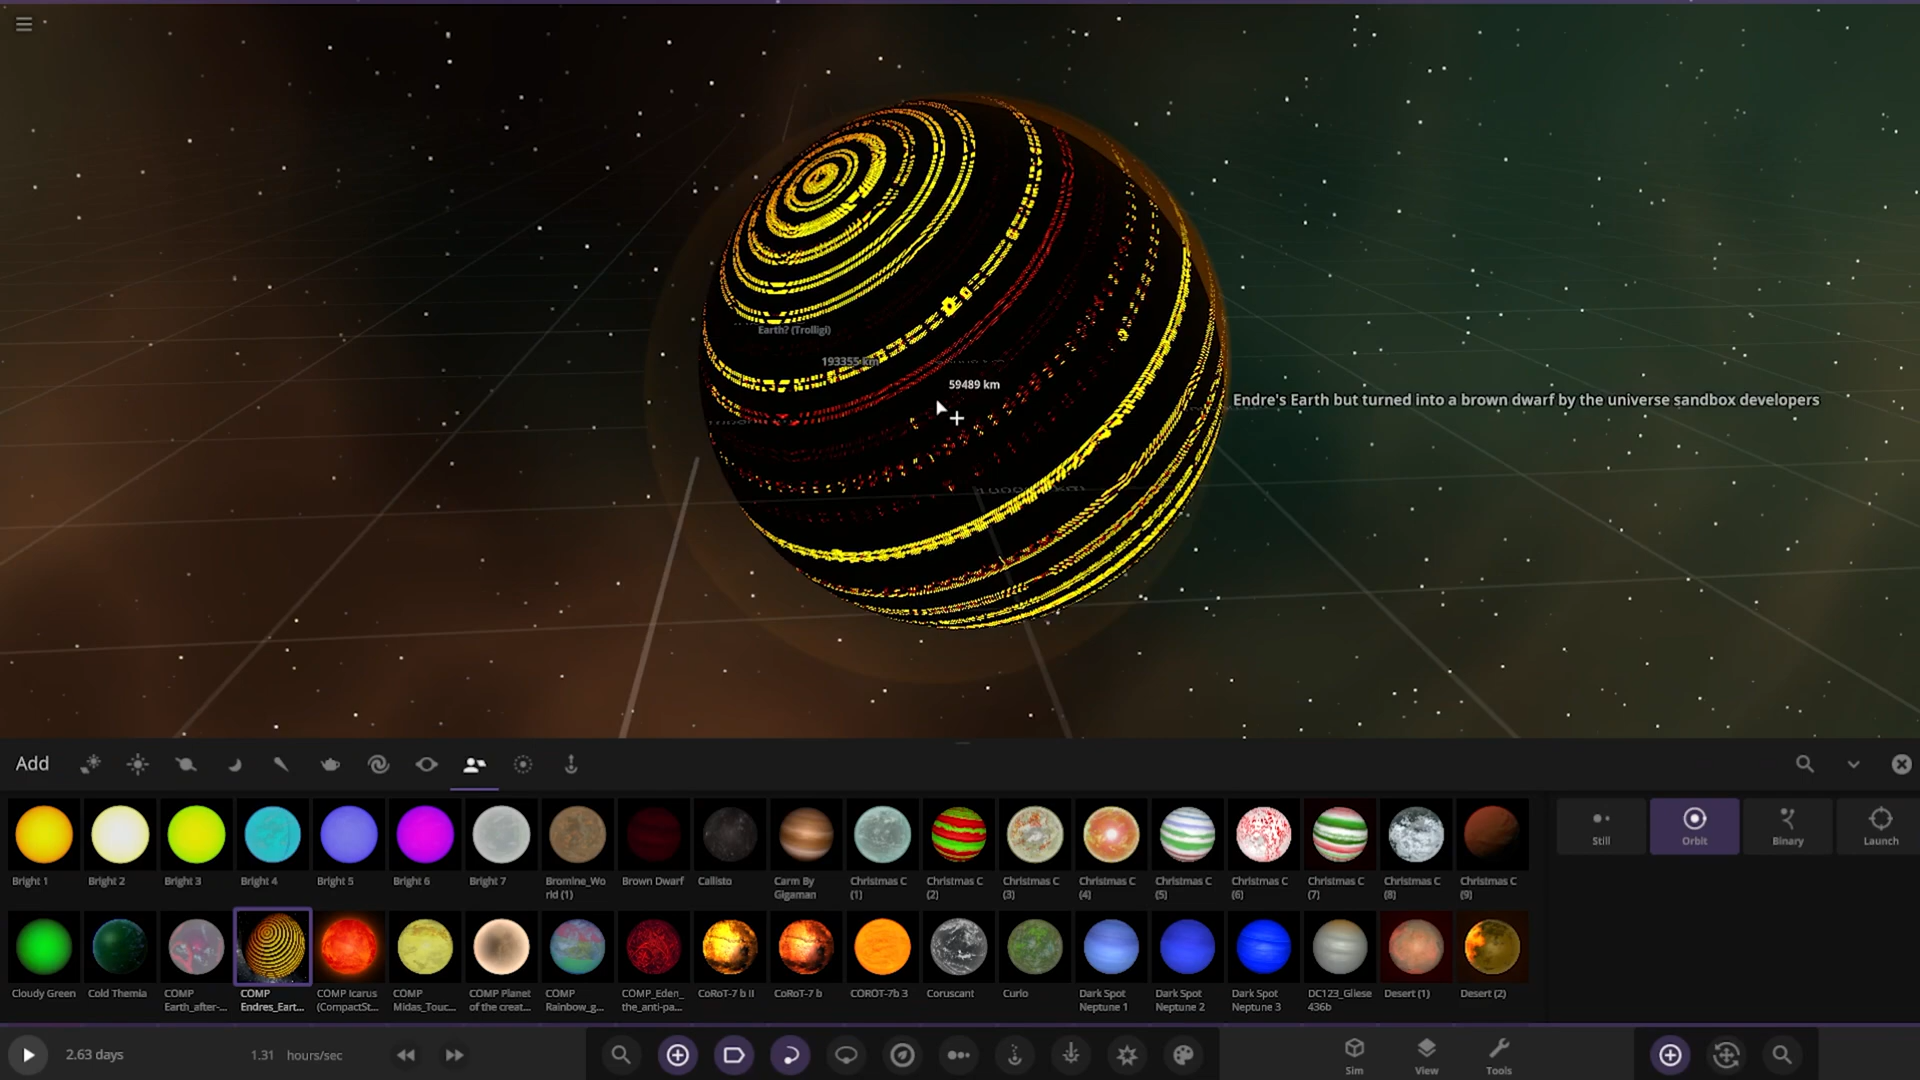 Earth? (Trolligi)
193355 km
59489 km
Endre's Earth but turned into a brown dwarf by the universe sandbox developers
Add
Still
Orbit
Binary
Launch
Bright 1
Bright 2
Bright 3
Bright 4
Bright 5
Bright 6
Bright 7
Bromine_Wo
rld (1)
Brown Dwarf
Callisto
Carm By
Gigaman
Christmas C
(1)
Christmas C
(2)
Christmas C
(3)
Christmas C
(4)
Christmas C
(5)
Christmas C
(6)
Christmas C
(7)
Christmas C
(8)
Christmas C
(9)
Cloudy Green
Cold Themia
COMP
Earth_after-...
COMP
Endres_Eart...
COMP Icarus
(CompactSt...
COMP
Midas_Touc...
COMP Planet
of the creat...
COMP
Rainbow_g...
COMP_Eden_
the_anti-pa...
CoRoT-7 b II
CoRoT-7 b
COROT-7b 3
Coruscant
Curio
Dark Spot
Neptune 1
Dark Spot
Neptune 2
Dark Spot
Neptune 3
DC123_Gliese
436b
Desert (1)
Desert (2)
2.63 days
1.31 hours/sec
Sim
View
Tools